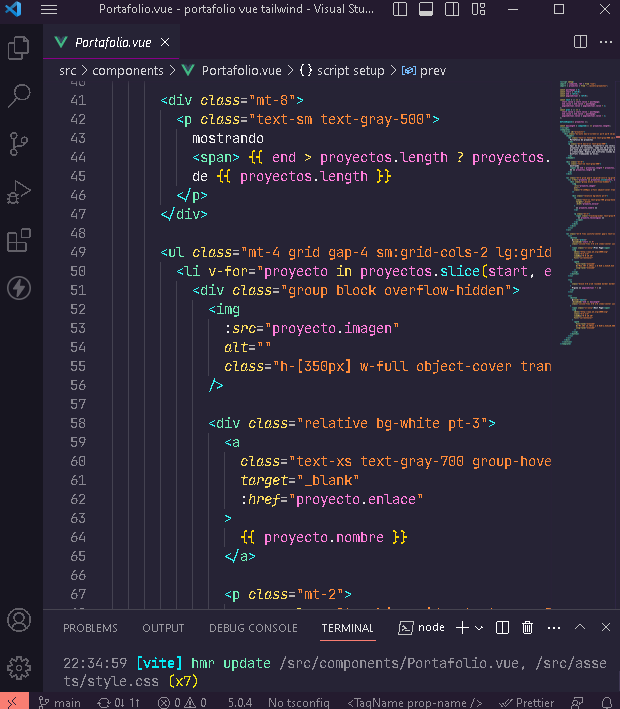 Portafolio.vue - portafolio vue tailwind - Visual Stu...
Portafolio.vue
src > components > Portafolio.vue > {} script setup > prev
40
41 <div class="mt-8">
42 <p class="text-sm text-gray-500">
43 mostrando
44 <span> {{ end > proyectos.length ? proyectos.
45 de {{ proyectos.length }}
46 </p>
47 </div>
48
49 <ul class="mt-4 grid gap-4 sm:grid-cols-2 lg:grid
50 <li v-for="proyecto in proyectos.slice(start, e
51 <div class="group block overflow-hidden">
52 <img
53 :src="proyecto.imagen"
54 alt=""
55 class="h-[350px] w-full object-cover tran
56 />
57
58 <div class="relative bg-white pt-3">
59 <a
60 class="text-xs text-gray-700 group-hove
61 target="_blank"
62 :href="proyecto.enlace"
63 >
64 {{ proyecto.nombre }}
65 </a>
66
67 <p class="mt-2">
PROBLEMS OUTPUT DEBUG CONSOLE TERMINAL node
22:34:59 [vite] hmr update /src/components/Portafolio.vue, /src/asse
ts/style.css (x7)
main 0↓ 1↑ 0 0 5.0.4 No tsconfig <TagName prop-name /> Prettier